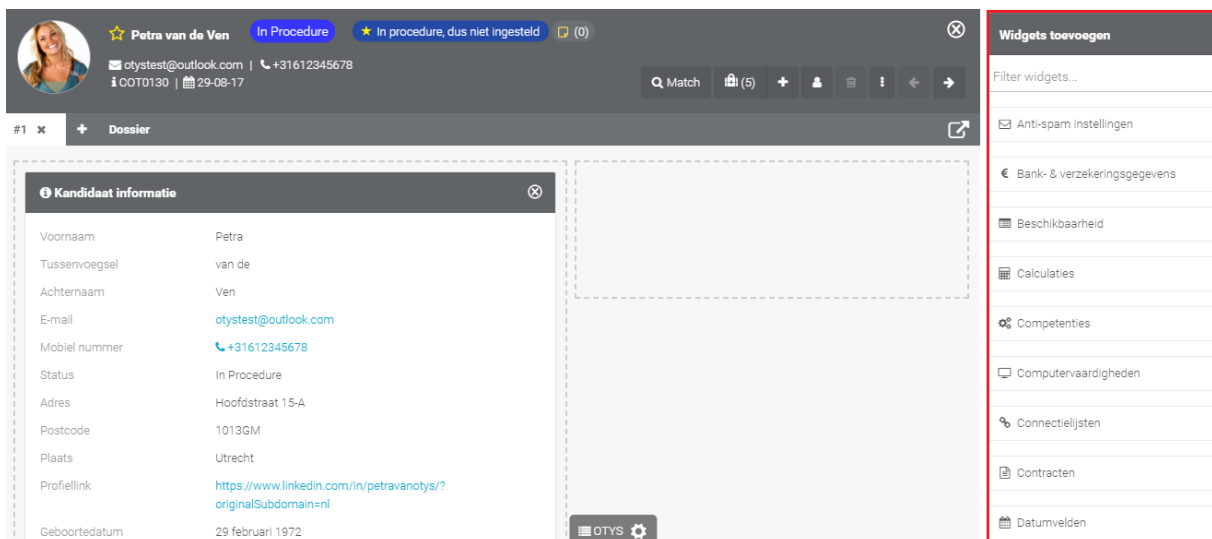 Petra van de Ven In Procedure In procedure, dus niet ingesteld (0)
otystest@outlook.com | +31612345678
COT0130 | 29-08-17
Match (5)
#1 Dossier
Kandidaat informatie
Voornaam Petra
Tussenvoegsel van de
Achternaam Ven
E-mail otystest@outlook.com
Mobiel nummer +31612345678
Status In Procedure
Adres Hoofdstraat 15-A
Postcode 1013GM
Plaats Utrecht
Profiellink https://www.linkedin.com/in/petravanotys/?
originalSubdomain=nl
Geboortedatum 29 februari 1972
OTYS
Widgets toevoegen
Filter widgets...
Anti-spam instellingen
€ Bank- & verzekeringsgegevens
Beschikbaarheid
Calculaties
Competenties
Computervaardigheden
Connectielijsten
Contracten
Datumvelden